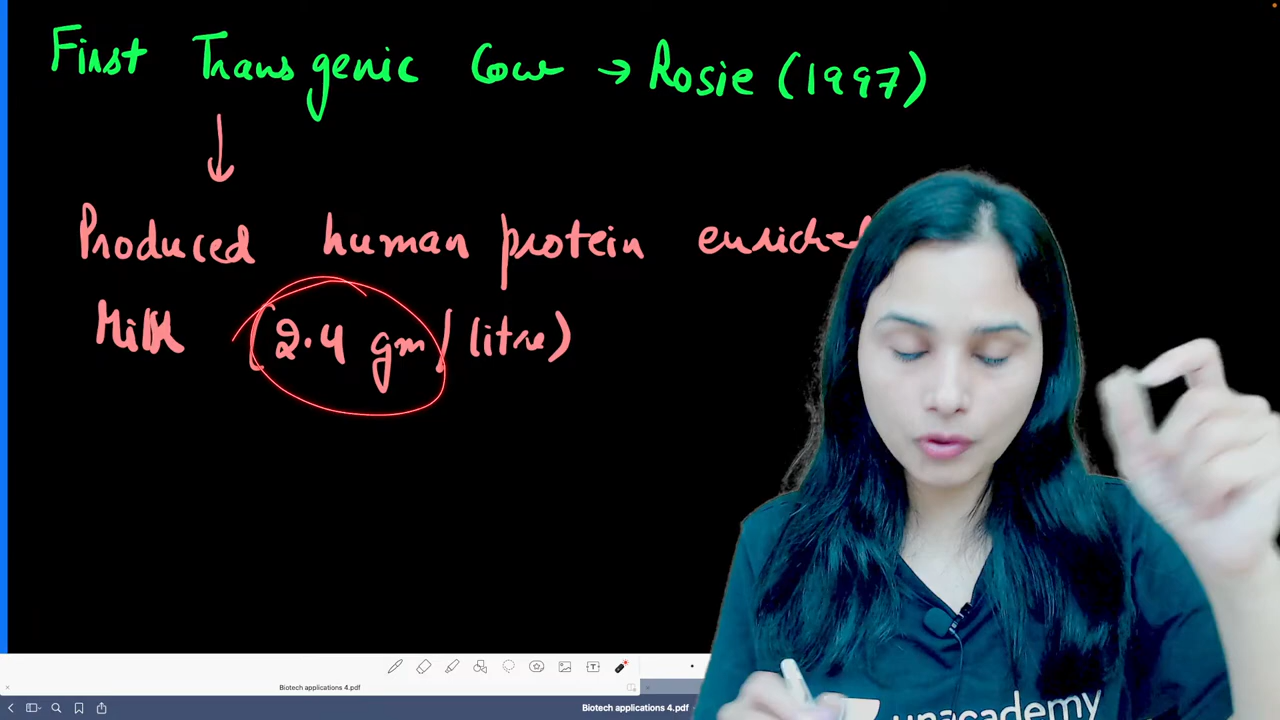 First Transgenic Cow → Rosie (1997)
↓
Produced human protein enriched
Milk (2.4 gm/litre)
Biotech applications 4.pdf
Biotech applications 4.pdf
unacademy